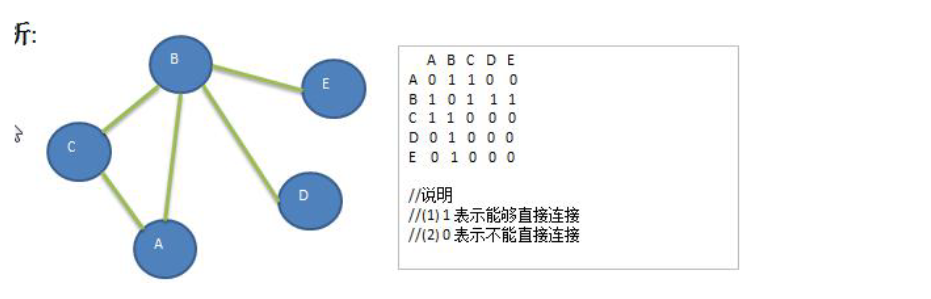 析:
B
E
C
D
A
A B C D E
A 0 1 1 0 0
B 1 0 1 1 1
C 1 1 0 0 0
D 0 1 0 0 0
E 0 1 0 0 0
//说明
//(1) 1 表示能够直接连接
//(2) 0 表示不能直接连接